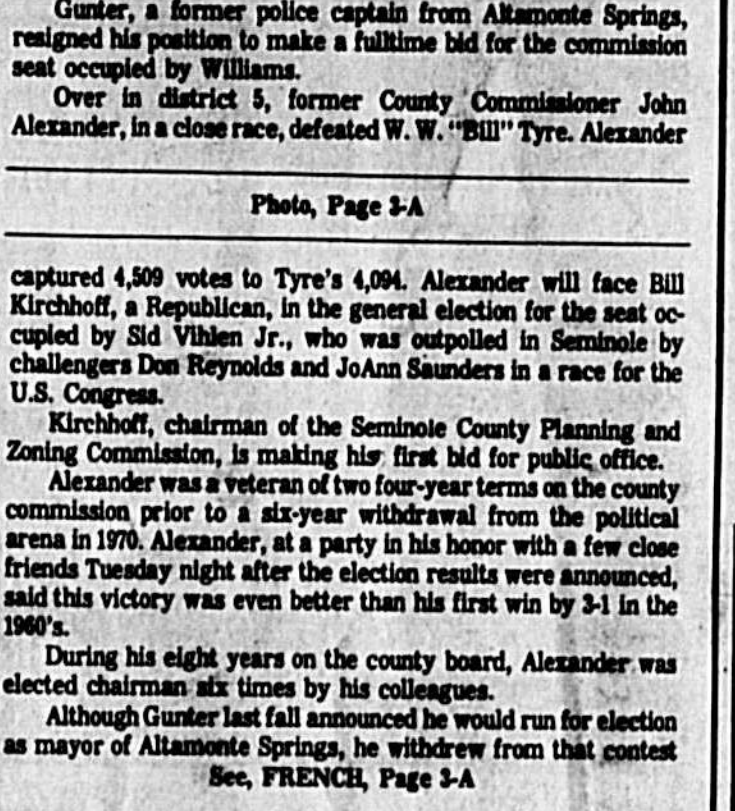 Gunter, a former police captain from Altamonte Springs,
resigned his position to make a fulltime bid for the commission
seat occupied by Williams.
Over in district 5, former County Commissioner John
Alexander, in a close race, defeated W. W. "Bill" Tyre. Alexander
Photo, Page 3-A
captured 4,509 votes to Tyre's 4,094. Alexander will face Bill
Kirchhoff, a Republican, in the general election for the seat oc-
cupied by Sid Vihlen Jr., who was outpolled in Seminole by
challengers Don Reynolds and JoAnn Saunders in a race for the
U.S. Congress.
Kirchhoff, chairman of the Seminole County Planning and
Zoning Commission, is making his first bid for public office.
Alexander was a veteran of two four-year terms on the county
commission prior to a six-year withdrawal from the political
arena in 1970. Alexander, at a party in his honor with a few close
friends Tuesday night after the election results were announced,
said this victory was even better than his first win by 3-1 in the
1960's.
During his eight years on the county board, Alexander was
elected chairman six times by his colleagues.
Although Gunter last fall announced he would run for election
as mayor of Altamonte Springs, he withdrew from that contest
See, FRENCH, Page 3-A